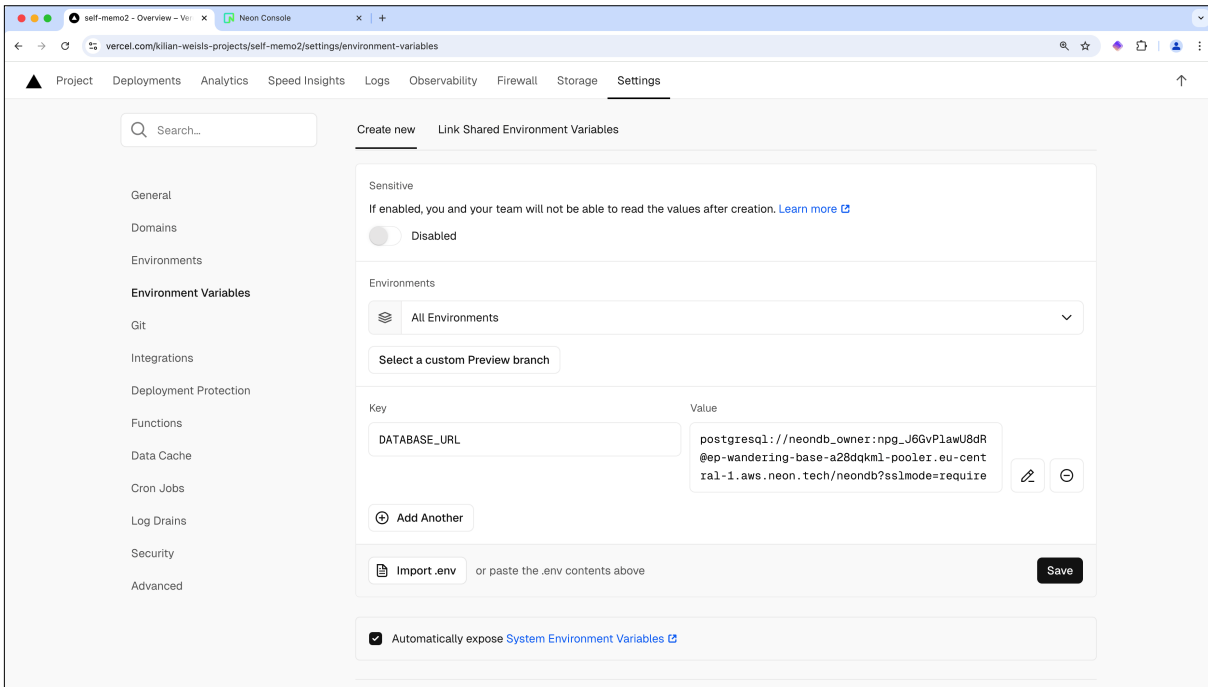 self-memo2 - Overview – Ver
Neon Console
vercel.com/kilian-weisls-projects/self-memo2/settings/environment-variables
Project Deployments Analytics Speed Insights Logs Observability Firewall Storage Settings
Search...
Create new Link Shared Environment Variables
General
Domains
Environments
Environment Variables
Git
Integrations
Deployment Protection
Functions
Data Cache
Cron Jobs
Log Drains
Security
Advanced
Sensitive
If enabled, you and your team will not be able to read the values after creation. Learn more
Disabled
Environments
All Environments
Select a custom Preview branch
Key Value
DATABASE_URL
postgresql://neondb_owner:npg_J6GvPlawU8dR
@ep-wandering-base-a28dqkml-pooler.eu-cent
ral-1.aws.neon.tech/neondb?sslmode=require
Add Another
Import .env or paste the .env contents above
Save
Automatically expose System Environment Variables